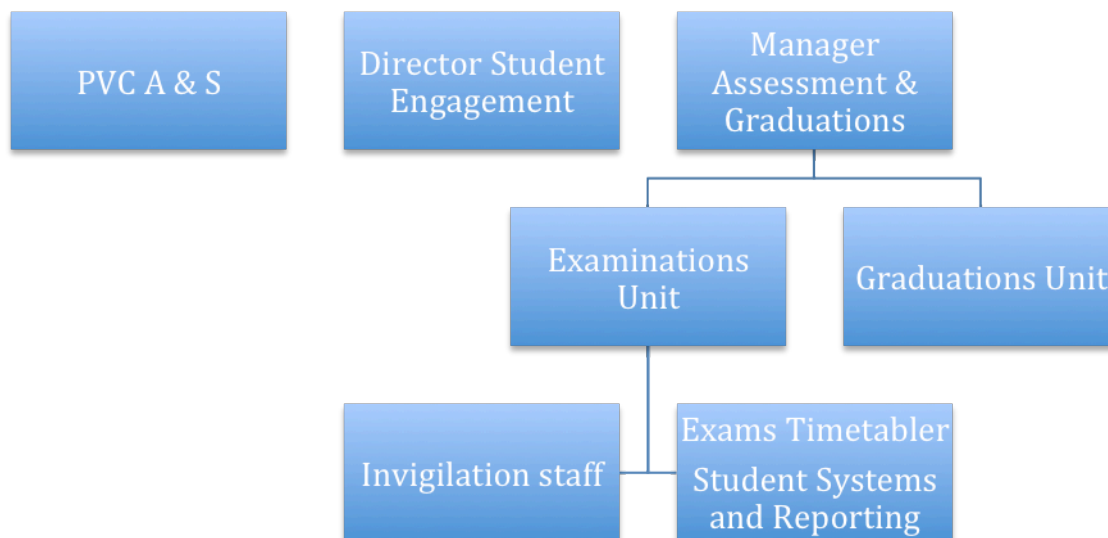 PVC A & S
Director Student
Engagement
Manager
Assessment &
Graduations
Examinations
Unit
Graduations Unit
Invigilation staff
Exams Timetabler
Student Systems
and Reporting